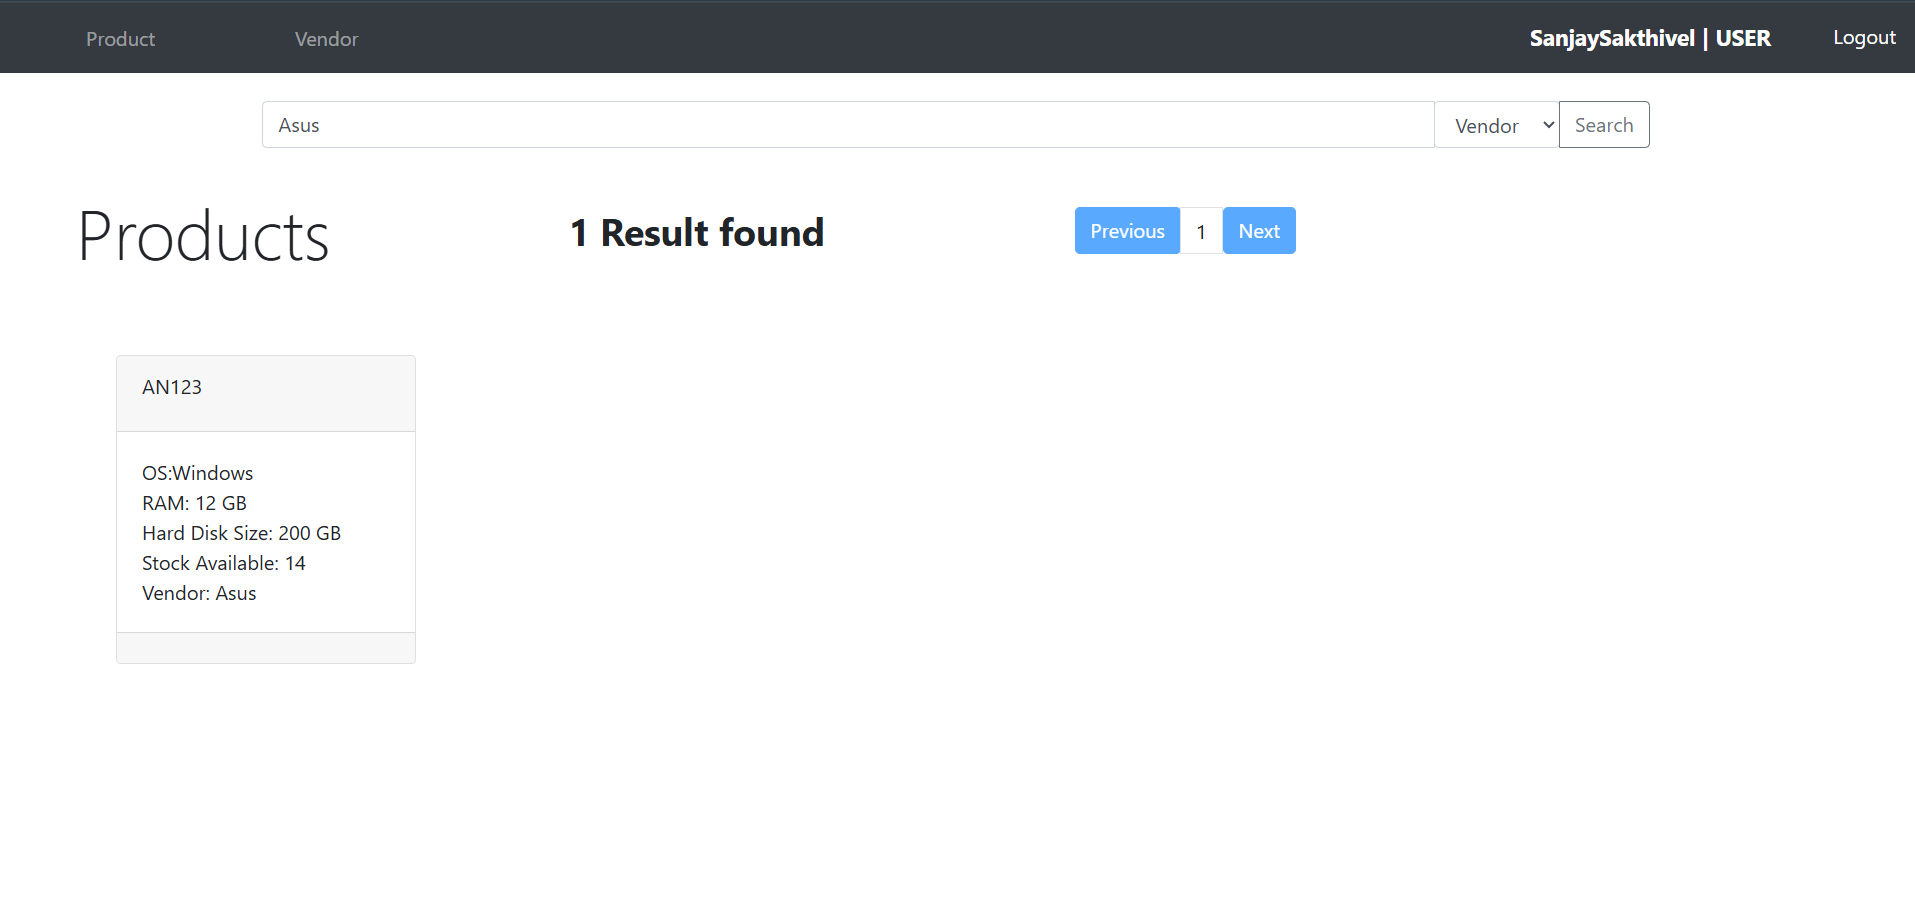 Product Vendor SanjaySakthivel | USER Logout
Asus Vendor Search
Products 1 Result found Previous 1 Next
AN123
OS:Windows
RAM: 12 GB
Hard Disk Size: 200 GB
Stock Available: 14
Vendor: Asus